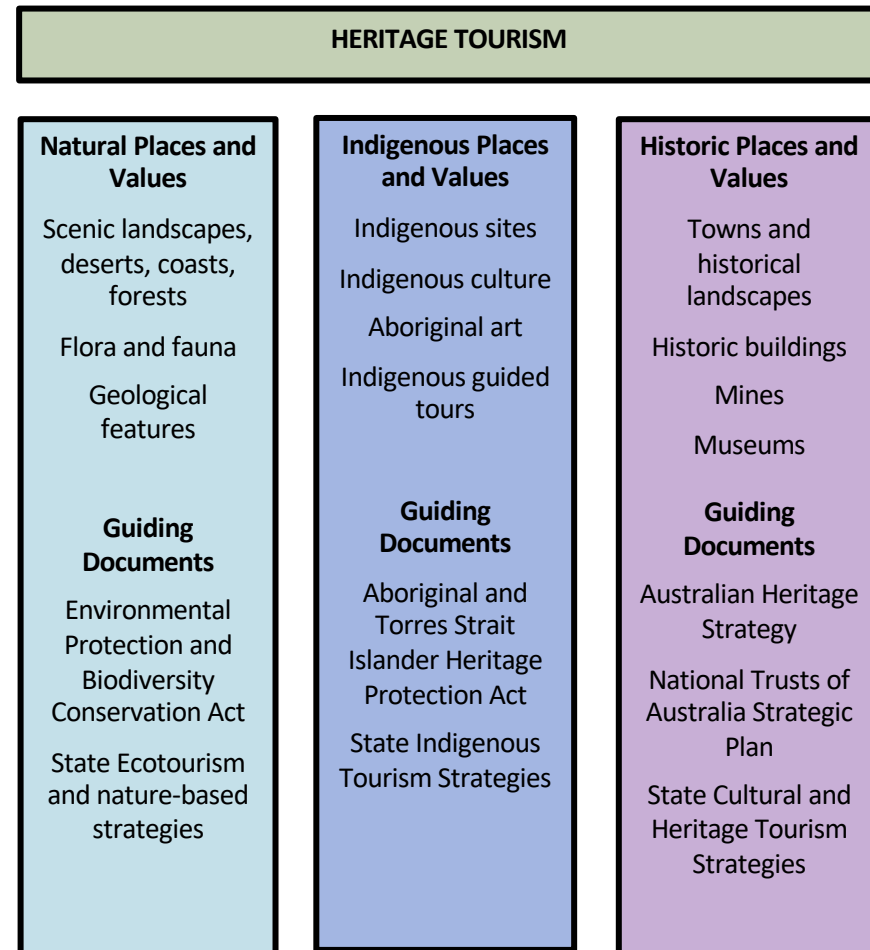 HERITAGE TOURISM
Natural Places and
Values
Scenic landscapes,
deserts, coasts,
forests
Flora and fauna
Geological
features
Guiding
Documents
Environmental
Protection and
Biodiversity
Conservation Act
State Ecotourism
and nature-based
strategies
Indigenous Places
and Values
Indigenous sites
Indigenous culture
Aboriginal art
Indigenous guided
tours
Guiding
Documents
Aboriginal and
Torres Strait
Islander Heritage
Protection Act
State Indigenous
Tourism Strategies
Historic Places and
Values
Towns and
historical
landscapes
Historic buildings
Mines
Museums
Guiding
Documents
Australian Heritage
Strategy
National Trusts of
Australia Strategic
Plan
State Cultural and
Heritage Tourism
Strategies